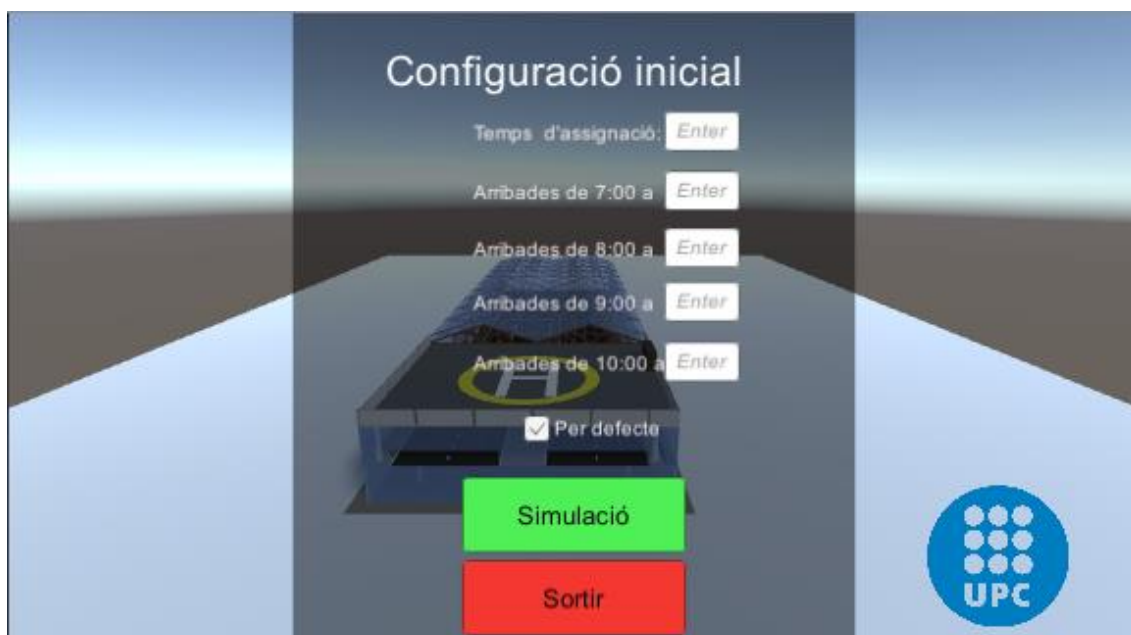 Configuració inicial
Temps d'assignació: Enter
Arribades de 7:00 a Enter
Arribades de 8:00 a Enter
Arribades de 9:00 a Enter
Arribades de 10:00 a Enter
H
Per defecte
Simulació
Sortir
UPC